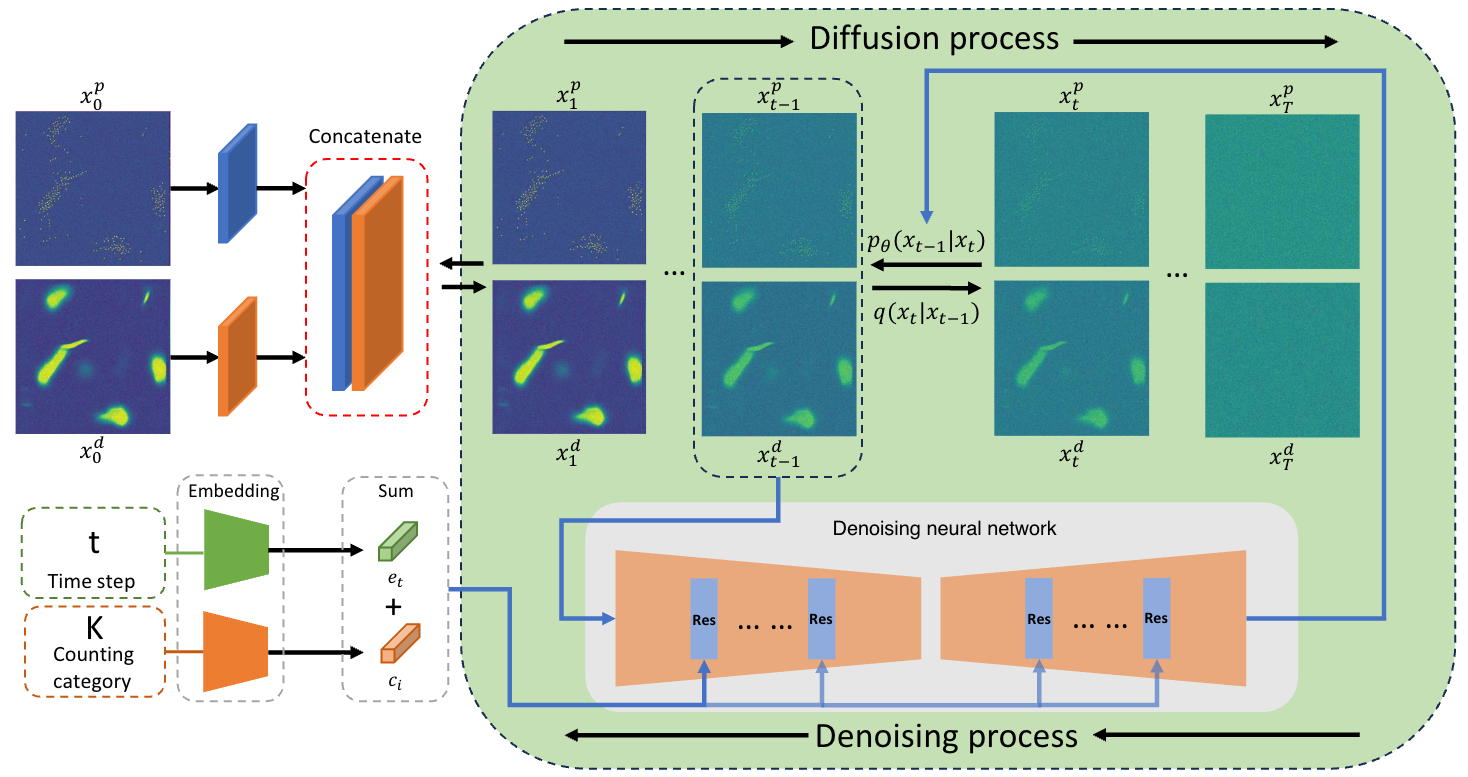 Diffusion process
$x_0^p$
$x_1^p$
$x_{t-1}^p$
$x_t^p$
$x_T^p$
Concatenate
$p_\theta(x_{t-1}|x_t)$
...
...
$q(x_t|x_{t-1})$
$x_0^d$
$x_1^d$
$x_{t-1}^d$
$x_t^d$
$x_T^d$
Embedding
Sum
t
Time step
$e_t$
+
K
Counting
category
$c_i$
Denoising neural network
Res
... ...
Res
Res
... ...
Res
Denoising process